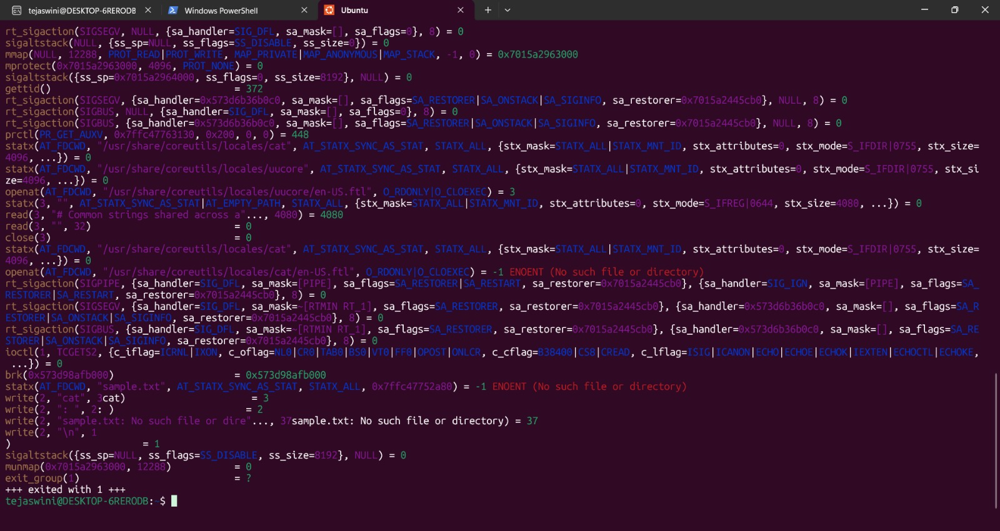 tejaswini@DESKTOP-6RERODB
Windows PowerShell
Ubuntu
rt_sigaction(SIGSEGV, NULL, {sa_handler=SIG_DFL, sa_mask=[], sa_flags=0}, 8) = 0
sigaltstack(NULL, {ss_sp=NULL, ss_flags=SS_DISABLE, ss_size=0}) = 0
mmap(NULL, 12288, PROT_READ|PROT_WRITE, MAP_PRIVATE|MAP_ANONYMOUS|MAP_STACK, -1, 0) = 0x7015a2963000
mprotect(0x7015a2963000, 4096, PROT_NONE) = 0
sigaltstack({ss_sp=0x7015a2964000, ss_flags=0, ss_size=8192}, NULL) = 0
gettid() = 372
rt_sigaction(SIGSEGV, {sa_handler=0x573d6b36b0c0, sa_mask=[], sa_flags=SA_RESTORER|SA_ONSTACK|SA_SIGINFO, sa_restorer=0x7015a2445cb0}, NULL, 8) = 0
rt_sigaction(SIGBUS, NULL, {sa_handler=SIG_DFL, sa_mask=[], sa_flags=0}, 8) = 0
rt_sigaction(SIGBUS, {sa_handler=0x573d6b36b0c0, sa_mask=[], sa_flags=SA_RESTORER|SA_ONSTACK|SA_SIGINFO, sa_restorer=0x7015a2445cb0}, NULL, 8) = 0
prctl(PR_GET_AUXV, 0x7ffc47763130, 0x200, 0, 0) = 448
statx(AT_FDCWD, "/usr/share/coreutils/locales/cat", AT_STATX_SYNC_AS_STAT, STATX_ALL, {stx_mask=STATX_ALL|STATX_MNT_ID, stx_attributes=0, stx_mode=S_IFDIR|0755, stx_size=
4096, ...}) = 0
statx(AT_FDCWD, "/usr/share/coreutils/locales/uucore", AT_STATX_SYNC_AS_STAT, STATX_ALL, {stx_mask=STATX_ALL|STATX_MNT_ID, stx_attributes=0, stx_mode=S_IFDIR|0755, stx_si
ze=4096, ...}) = 0
openat(AT_FDCWD, "/usr/share/coreutils/locales/uucore/en-US.ftl", O_RDONLY|O_CLOEXEC) = 3
statx(3, "", AT_STATX_SYNC_AS_STAT|AT_EMPTY_PATH, STATX_ALL, {stx_mask=STATX_ALL|STATX_MNT_ID, stx_attributes=0, stx_mode=S_IFREG|0644, stx_size=4080, ...}) = 0
read(3, "# Common strings shared across a"..., 4080) = 4080
read(3, "", 32) = 0
close(3) = 0
statx(AT_FDCWD, "/usr/share/coreutils/locales/cat", AT_STATX_SYNC_AS_STAT, STATX_ALL, {stx_mask=STATX_ALL|STATX_MNT_ID, stx_attributes=0, stx_mode=S_IFDIR|0755, stx_size=
4096, ...}) = 0
openat(AT_FDCWD, "/usr/share/coreutils/locales/cat/en-US.ftl", O_RDONLY|O_CLOEXEC) = -1 ENOENT (No such file or directory)
rt_sigaction(SIGPIPE, {sa_handler=SIG_DFL, sa_mask=[PIPE], sa_flags=SA_RESTORER|SA_RESTART, sa_restorer=0x7015a2445cb0}, {sa_handler=SIG_IGN, sa_mask=[PIPE], sa_flags=SA_
RESTORER|SA_RESTART, sa_restorer=0x7015a2445cb0}, 8) = 0
rt_sigaction(SIGSEGV, {sa_handler=SIG_DFL, sa_mask=~[RTMIN RT_1], sa_flags=SA_RESTORER, sa_restorer=0x7015a2445cb0}, {sa_handler=0x573d6b36b0c0, sa_mask=[], sa_flags=SA_R
ESTORER|SA_ONSTACK|SA_SIGINFO, sa_restorer=0x7015a2445cb0}, 8) = 0
rt_sigaction(SIGBUS, {sa_handler=SIG_DFL, sa_mask=~[RTMIN RT_1], sa_flags=SA_RESTORER, sa_restorer=0x7015a2445cb0}, {sa_handler=0x573d6b36b0c0, sa_mask=[], sa_flags=SA_RE
STORER|SA_ONSTACK|SA_SIGINFO, sa_restorer=0x7015a2445cb0}, 8) = 0
ioctl(1, TCGETS2, {c_iflag=ICRNL|IXON, c_oflag=NL0|CR0|TAB0|BS0|VT0|FF0|OPOST|ONLCR, c_cflag=B38400|CS8|CREAD, c_lflag=ISIG|ICANON|ECHO|ECHOE|ECHOK|IEXTEN|ECHOCTL|ECHOKE,
...}) = 0
brk(0x573d98afb000) = 0x573d98afb000
statx(AT_FDCWD, "sample.txt", AT_STATX_SYNC_AS_STAT, STATX_ALL, 0x7ffc47752a80) = -1 ENOENT (No such file or directory)
write(2, "cat", 3cat) = 3
write(2, ": ", 2: ) = 2
write(2, "sample.txt: No such file or dire"..., 37sample.txt: No such file or directory) = 37
write(2, "\n", 1
) = 1
sigaltstack({ss_sp=NULL, ss_flags=SS_DISABLE, ss_size=8192}, NULL) = 0
munmap(0x7015a2963000, 12288) = 0
exit_group(1) = ?
+++ exited with 1 +++
tejaswini@DESKTOP-6RERODB:~$